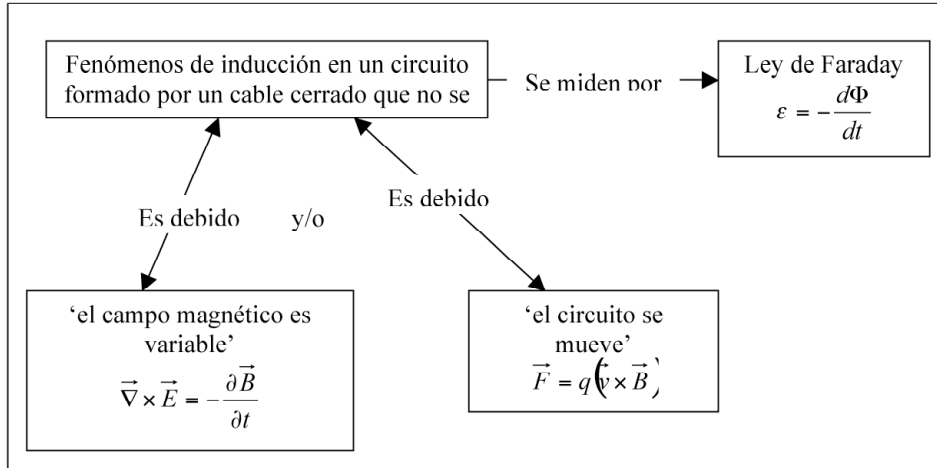 Fenómenos de inducción en un circuito
formado por un cable cerrado que no se
Se miden por
Ley de Faraday
ε = −dΦ/dt
Es debido
y/o
Es debido
‘el campo magnético es
variable’
∇⃗ × E⃗ = −∂B⃗/∂t
‘el circuito se
mueve’
F⃗ = q(v⃗ × B⃗)